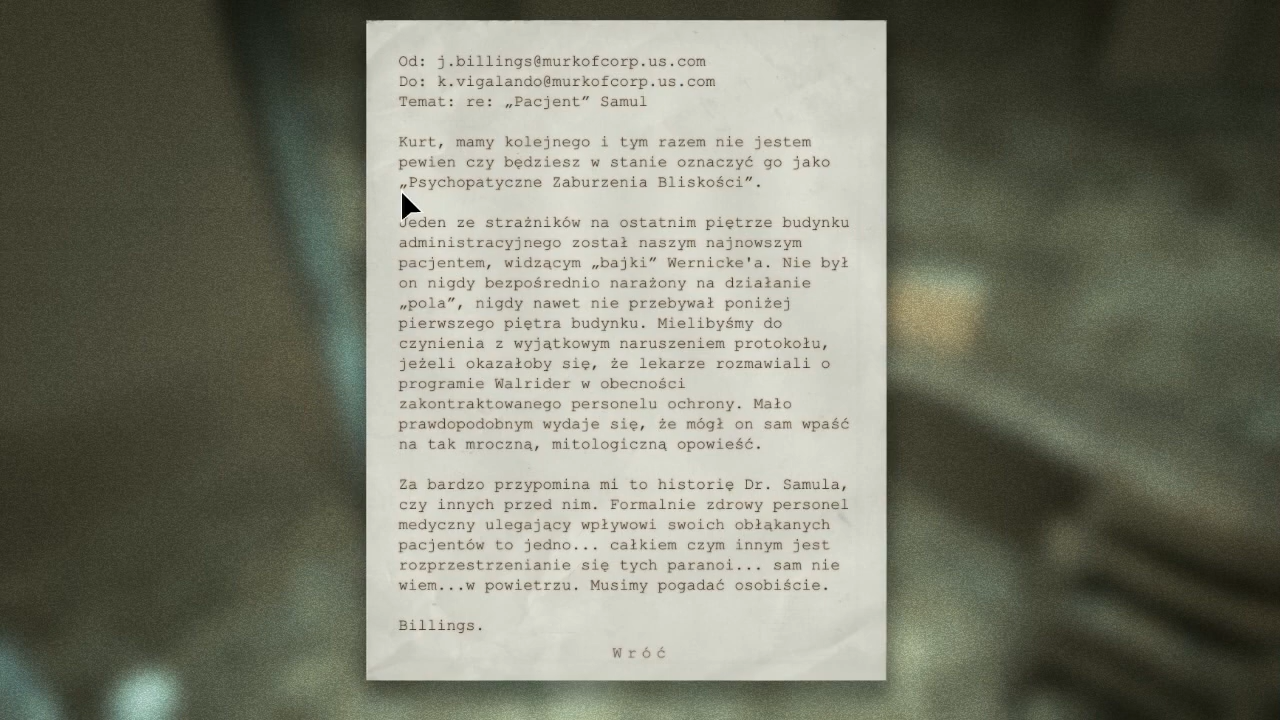 Od: j.billings@murkofcorp.us.com
Do: k.vigalando@murkofcorp.us.com
Temat: re: „Pacjent” Samul
Kurt, mamy kolejnego i tym razem nie jestem
pewien czy będziesz w stanie oznaczyć go jako
„Psychopatyczne Zaburzenia Bliskości”.
Jeden ze strażników na ostatnim piętrze budynku
administracyjnego został naszym najnowszym
pacjentem, widzącym „bajki” Wernicke'a. Nie był
on nigdy bezpośrednio narażony na działanie
„pola”, nigdy nawet nie przebywał poniżej
pierwszego piętra budynku. Mielibyśmy do
czynienia z wyjątkowym naruszeniem protokołu,
jeżeli okazałoby się, że lekarze rozmawiali o
programie Walrider w obecności
zakontraktowanego personelu ochrony. Mało
prawdopodobnym wydaje się, że mógł on sam wpaść
na tak mroczną, mitologiczną opowieść.
Za bardzo przypomina mi to historię Dr. Samula,
czy innych przed nim. Formalnie zdrowy personel
medyczny ulegający wpływowi swoich obłąkanych
pacjentów to jedno... całkiem czym innym jest
rozprzestrzenianie się tych paranoi... sam nie
wiem...w powietrzu. Musimy pogadać osobiście.
Billings.
Wróć